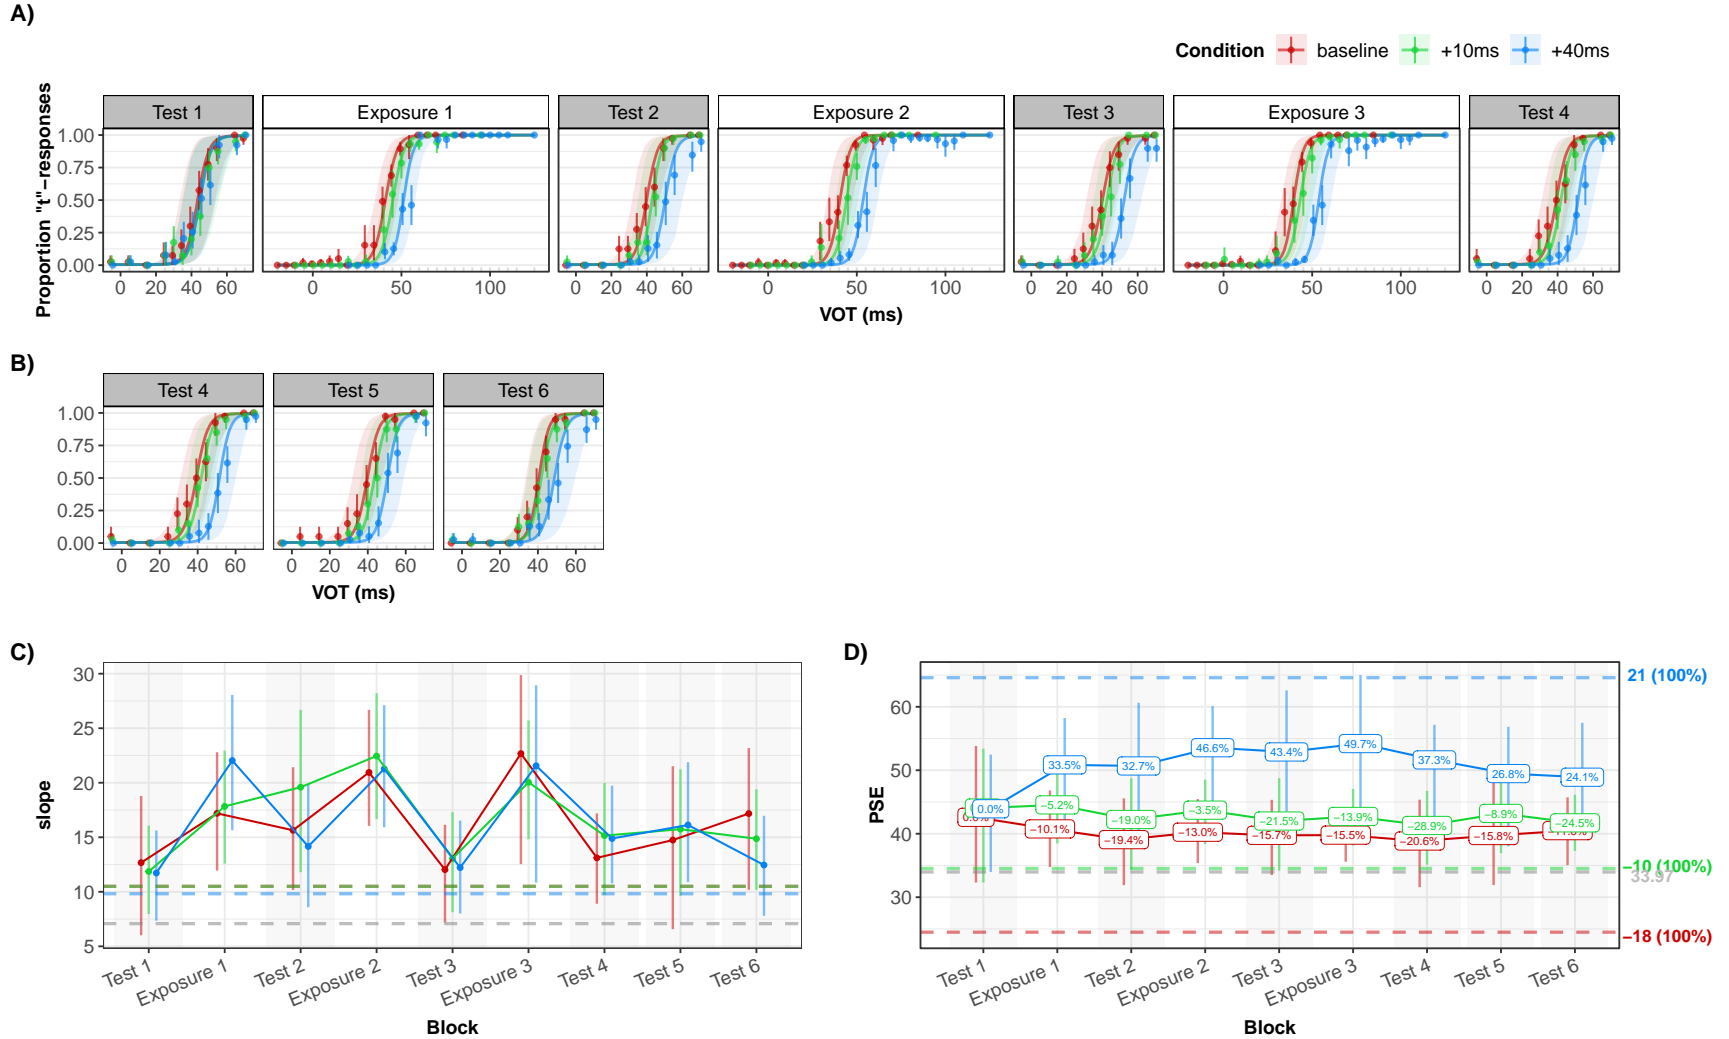 A)
Condition baseline +10ms +40ms
Test 1 Exposure 1 Test 2 Exposure 2 Test 3 Exposure 3 Test 4
Proportion "t"−responses
1.00
0.75
0.50
0.25
0.00
0 20 40 60 0 50 100 0 20 40 60 0 50 100 0 20 40 60 0 50 100 0 20 40 60
VOT (ms)
B)
Test 4 Test 5 Test 6
1.00
0.75
0.50
0.25
0.00
0 20 40 60 0 20 40 60 0 20 40 60
VOT (ms)
C)
slope
30
25
20
15
10
5
Test 1 Exposure 1 Test 2 Exposure 2 Test 3 Exposure 3 Test 4 Test 5 Test 6
Block
D)
PSE
60
50
40
30
21 (100%)
−10 (100%)
33.97
−18 (100%)
0.0% 33.5% 32.7% 46.6% 43.4% 49.7% 37.3% 26.8% 24.1%
−5.2% −19.0% −3.5% −21.5% −13.9% −28.9% −8.9% −24.5%
−10.1% −19.4% −13.0% −15.7% −15.5% −20.6% −15.8%
Test 1 Exposure 1 Test 2 Exposure 2 Test 3 Exposure 3 Test 4 Test 5 Test 6
Block